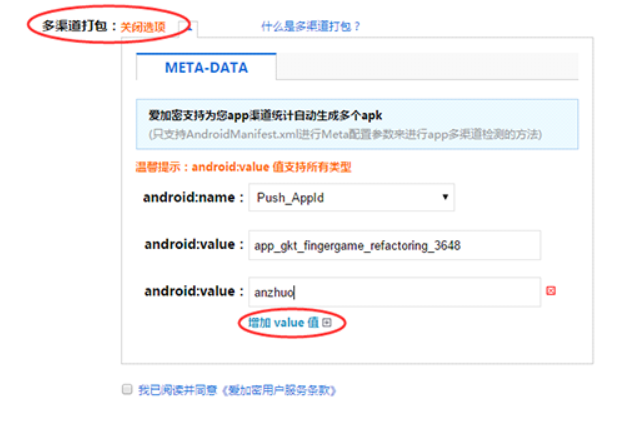 多渠道打包：关闭选项 什么是多渠道打包？
META-DATA
爱加密支持为您app渠道统计自动生成多个apk
(只支持AndroidManifest.xml进行Meta配置参数来进行app多渠道检测的方法)
温馨提示：android:value 值支持所有类型
android:name： Push_AppId
android:value： app_gkt_fingergame_refactoring_3648
android:value： anzhuo
增加 value 值
我已阅读并同意《爱加密用户服务条款》